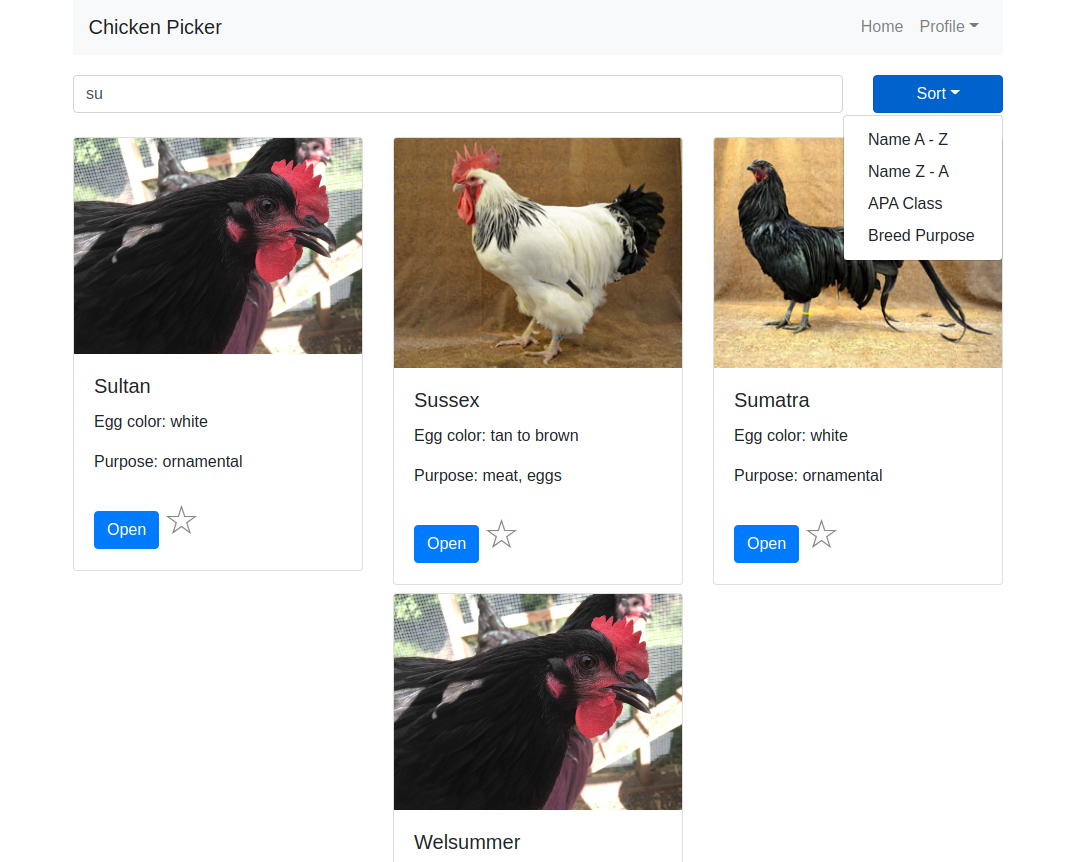 Chicken Picker
Home
Profile
su
Sort
Name A - Z
Name Z - A
APA Class
Breed Purpose
Sultan
Egg color: white
Purpose: ornamental
Open
Sussex
Egg color: tan to brown
Purpose: meat, eggs
Open
Sumatra
Egg color: white
Purpose: ornamental
Open
Welsummer